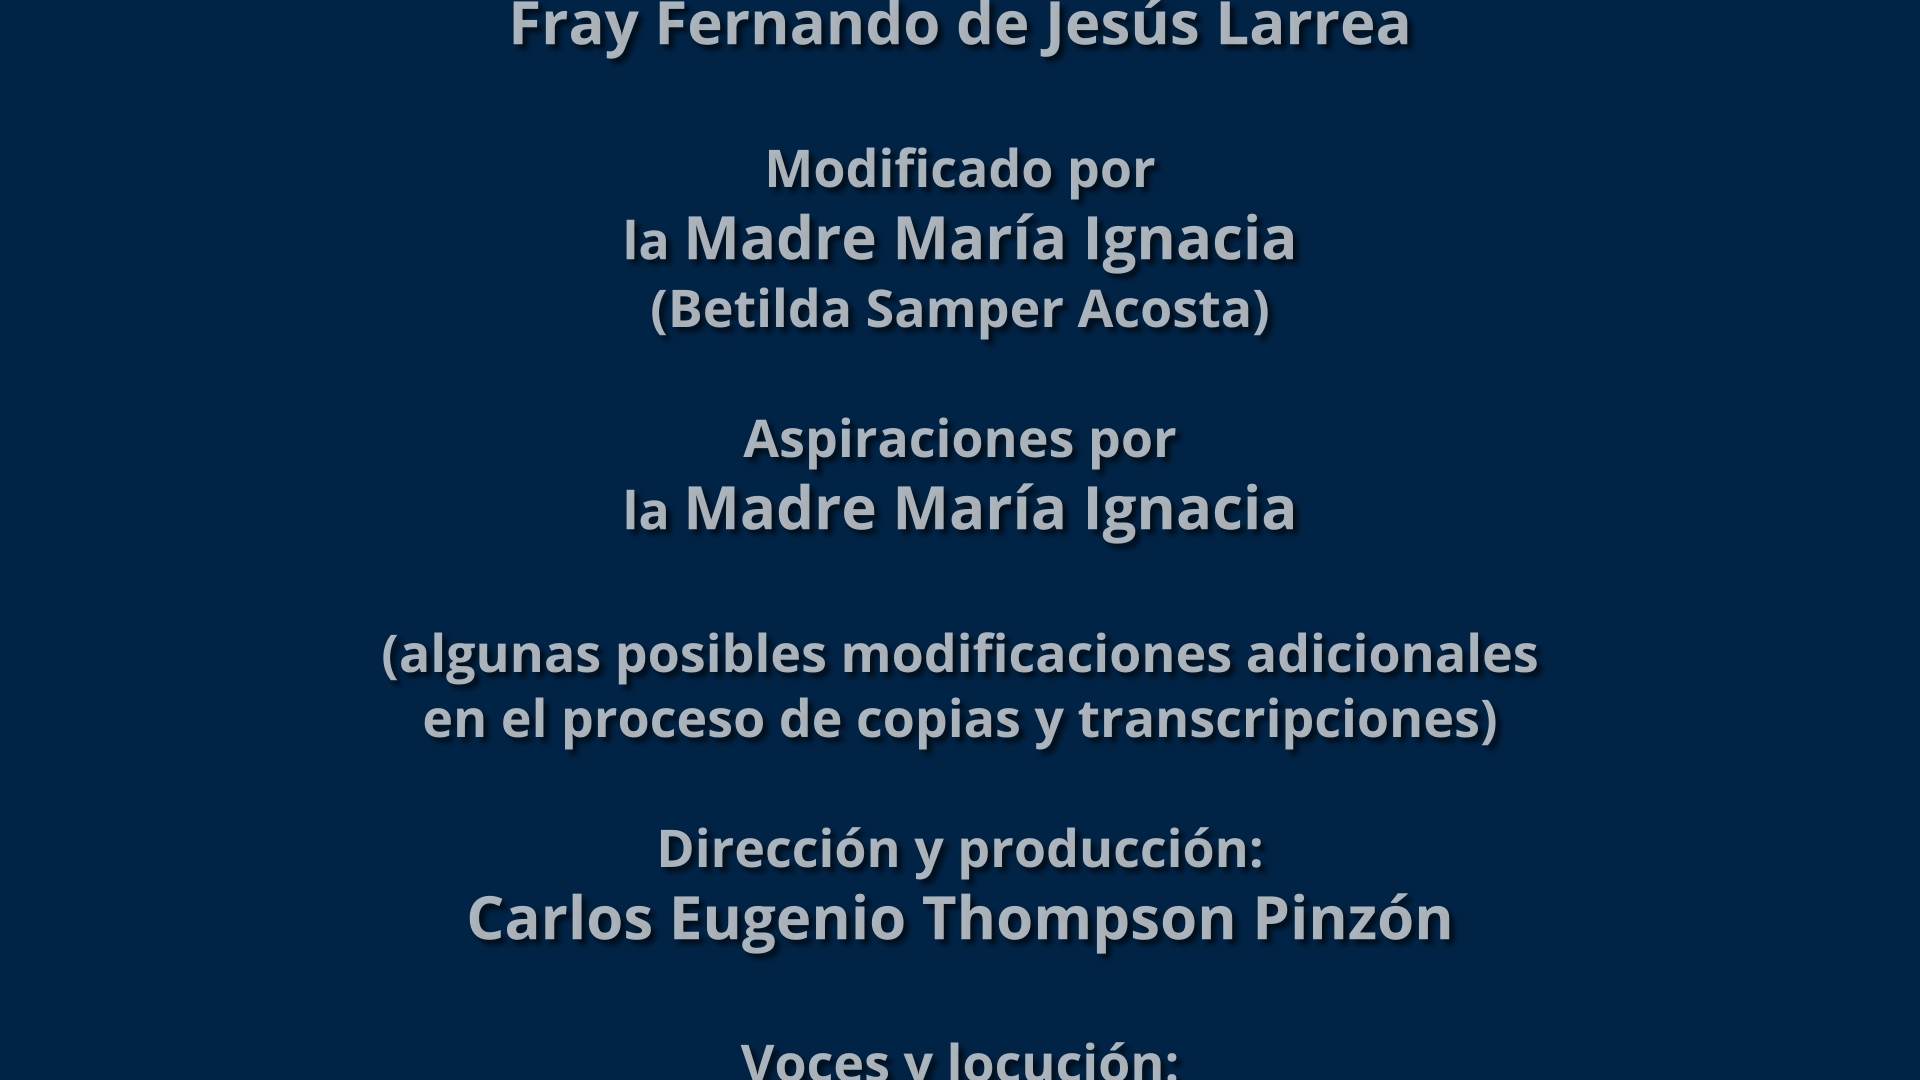 Fray Fernando de Jesús Larrea
Modificado por
la Madre María Ignacia
(Betilda Samper Acosta)
Aspiraciones por
la Madre María Ignacia
(algunas posibles modificaciones adicionales
en el proceso de copias y transcripciones)
Dirección y producción:
Carlos Eugenio Thompson Pinzón
Voces y locución: